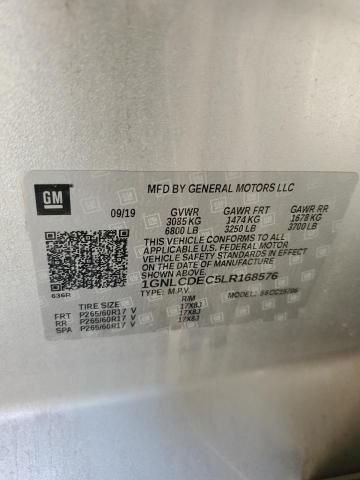 GM
MFD BY GENERAL MOTORS LLC
09/19 GVWR GAWR FRT GAWR RR
3085 KG 1474 KG 1678 KG
6800 LB 3250 LB 3700 LB
THIS VEHICLE CONFORMS TO ALL
APPLICABLE U.S. FEDERAL MOTOR
VEHICLE SAFETY STANDARDS IN EFFECT
ON THE DATE OF MANUFACTURE
SHOWN ABOVE.
1GNLCDEC5LR168576
TYPE: M.P.V. MODEL:
636R
TIRE SIZE RIM
FRT P265/60R17 V 17X8J
RR P265/60R17 V 17X8J
SPA P265/60R17 V 17X8J